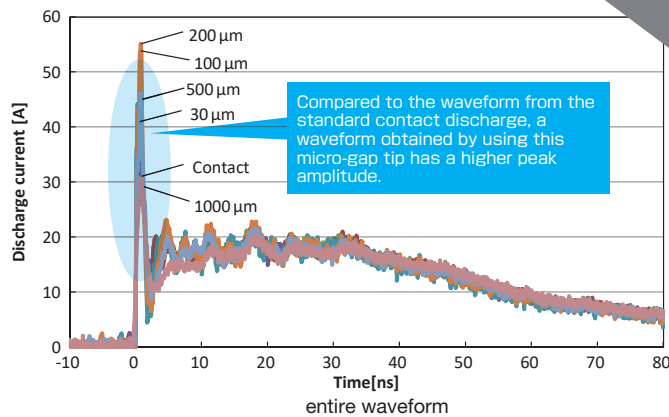 60
50
40
30
20
10
0
Discharge current [A]
200 μm
100 μm
500 μm
30 μm
Contact
1000 μm
Compared to the waveform from the
standard contact discharge, a
waveform obtained by using this
micro-gap tip has a higher peak
amplitude.
-10 0 10 20 30 40 50 60 70 80
Time[ns]
entire waveform